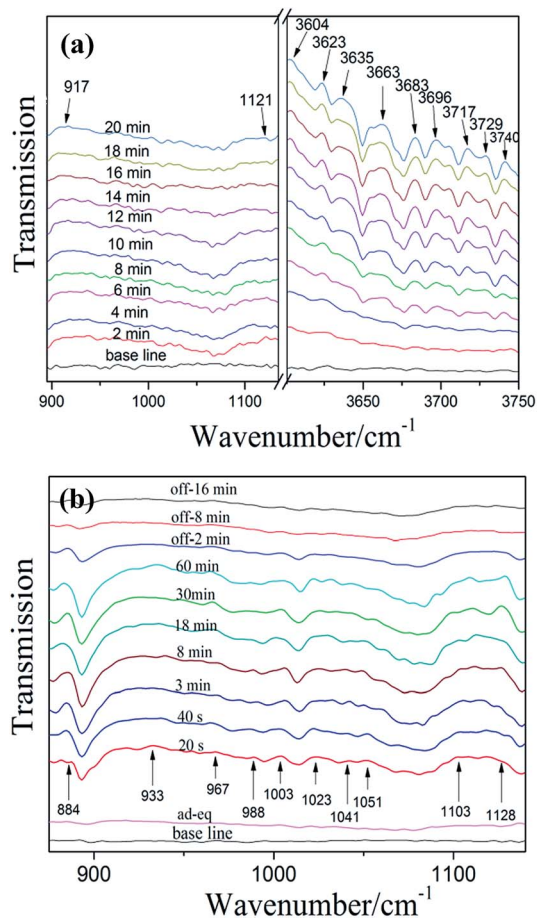 (a)
3604
3623
3635
3663
3683
3696
3717
3729
3740
917
1121
20 min
18 min
16 min
14 min
12 min
10 min
8 min
6 min
4 min
2 min
base line
Transmission
900 1000 1100 3650 3700 3750
Wavenumber/cm⁻¹
(b)
off-16 min
off-8 min
off-2 min
60 min
30min
18 min
8 min
3 min
40 s
20 s
884 933 967 988 1003 1023 1041 1051 1103 1128
ad-eq
base line
Transmission
900 1000 1100
Wavenumber/cm⁻¹